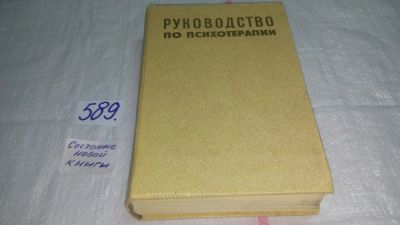 РУКОВОДСТВО
ПО ПСИХОТЕРАПИИ
589.
Состояние
новой
книги